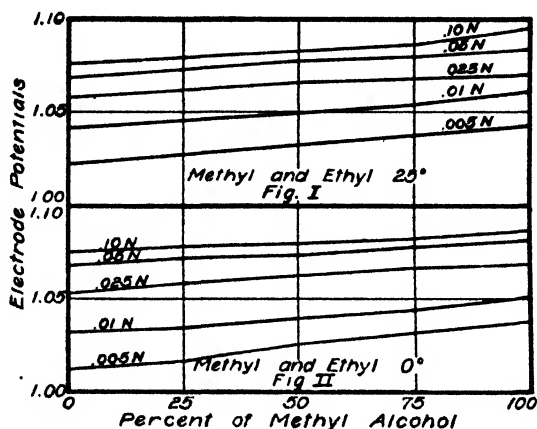 1.10
.10 N
.05 N
.025 N
.01 N
.005 N
1.05
Methyl and Ethyl 25°
Fig. I
1.00
1.10
.10 N
.05 N
.025 N
1.05
.01 N
.005 N
Methyl and Ethyl 0°
Fig II
1.00
0 25 50 75 100
Percent of Methyl Alcohol
Electrode Potentials